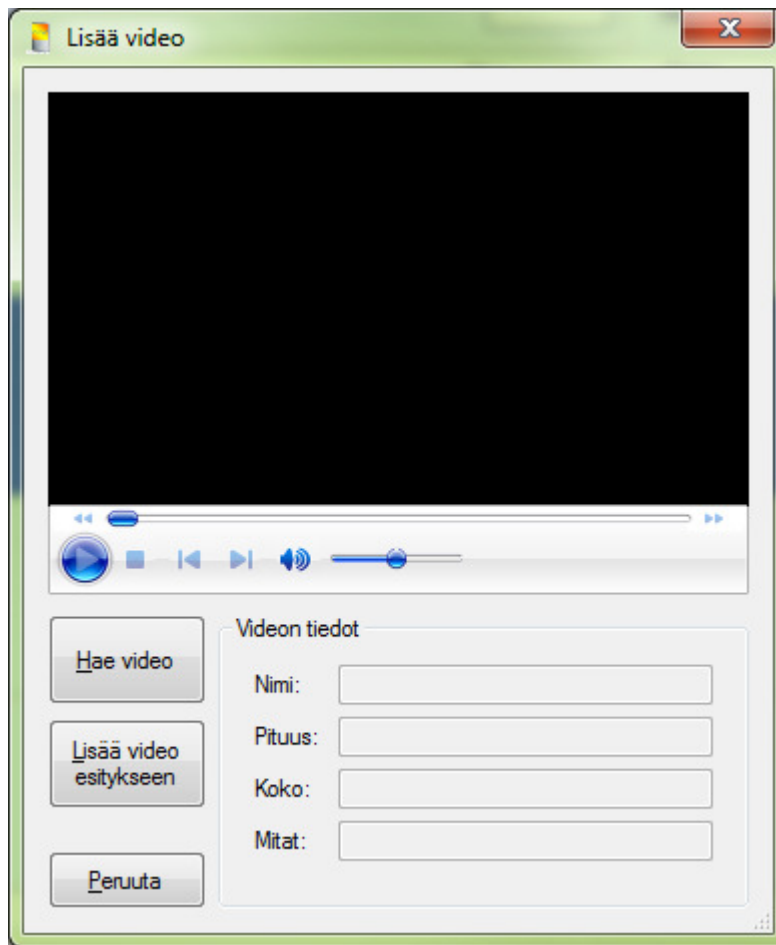 Lisää video
Hae video
Videon tiedot
Nimi:
Lisää video
esitykseen
Pituus:
Koko:
Mitat:
Peruuta